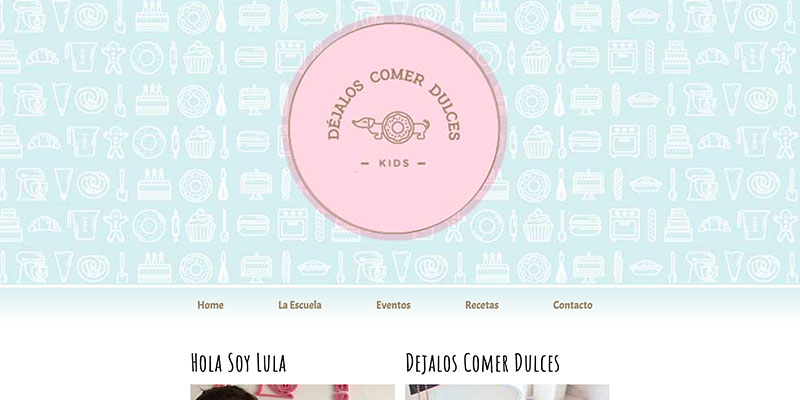 DÉJALOS COMER DULCES
KIDS
Home La Escuela Eventos Recetas Contacto
Hola Soy Lula
Dejalos Comer Dulces